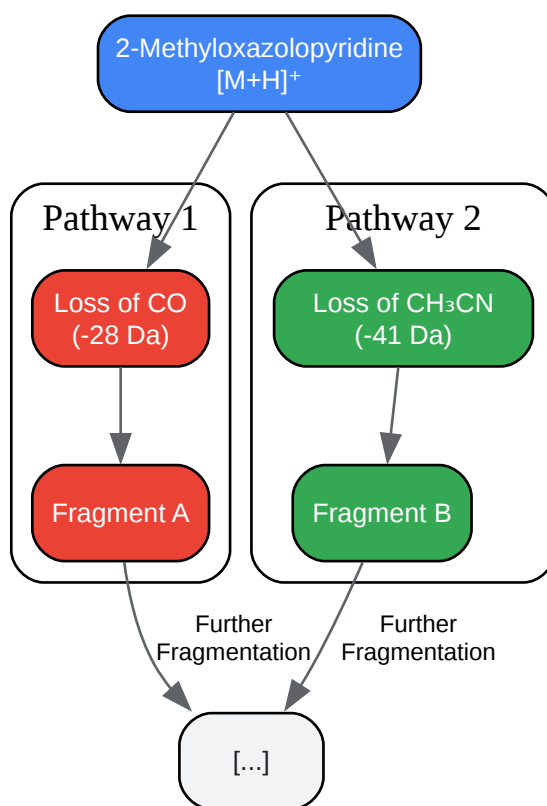 2-Methyloxazolopyridine
[M+H]⁺
Pathway 1
Pathway 2
Loss of CO
(-28 Da)
Loss of CH₃CN
(-41 Da)
Fragment A
Fragment B
Further
Fragmentation
Further
Fragmentation
[...]